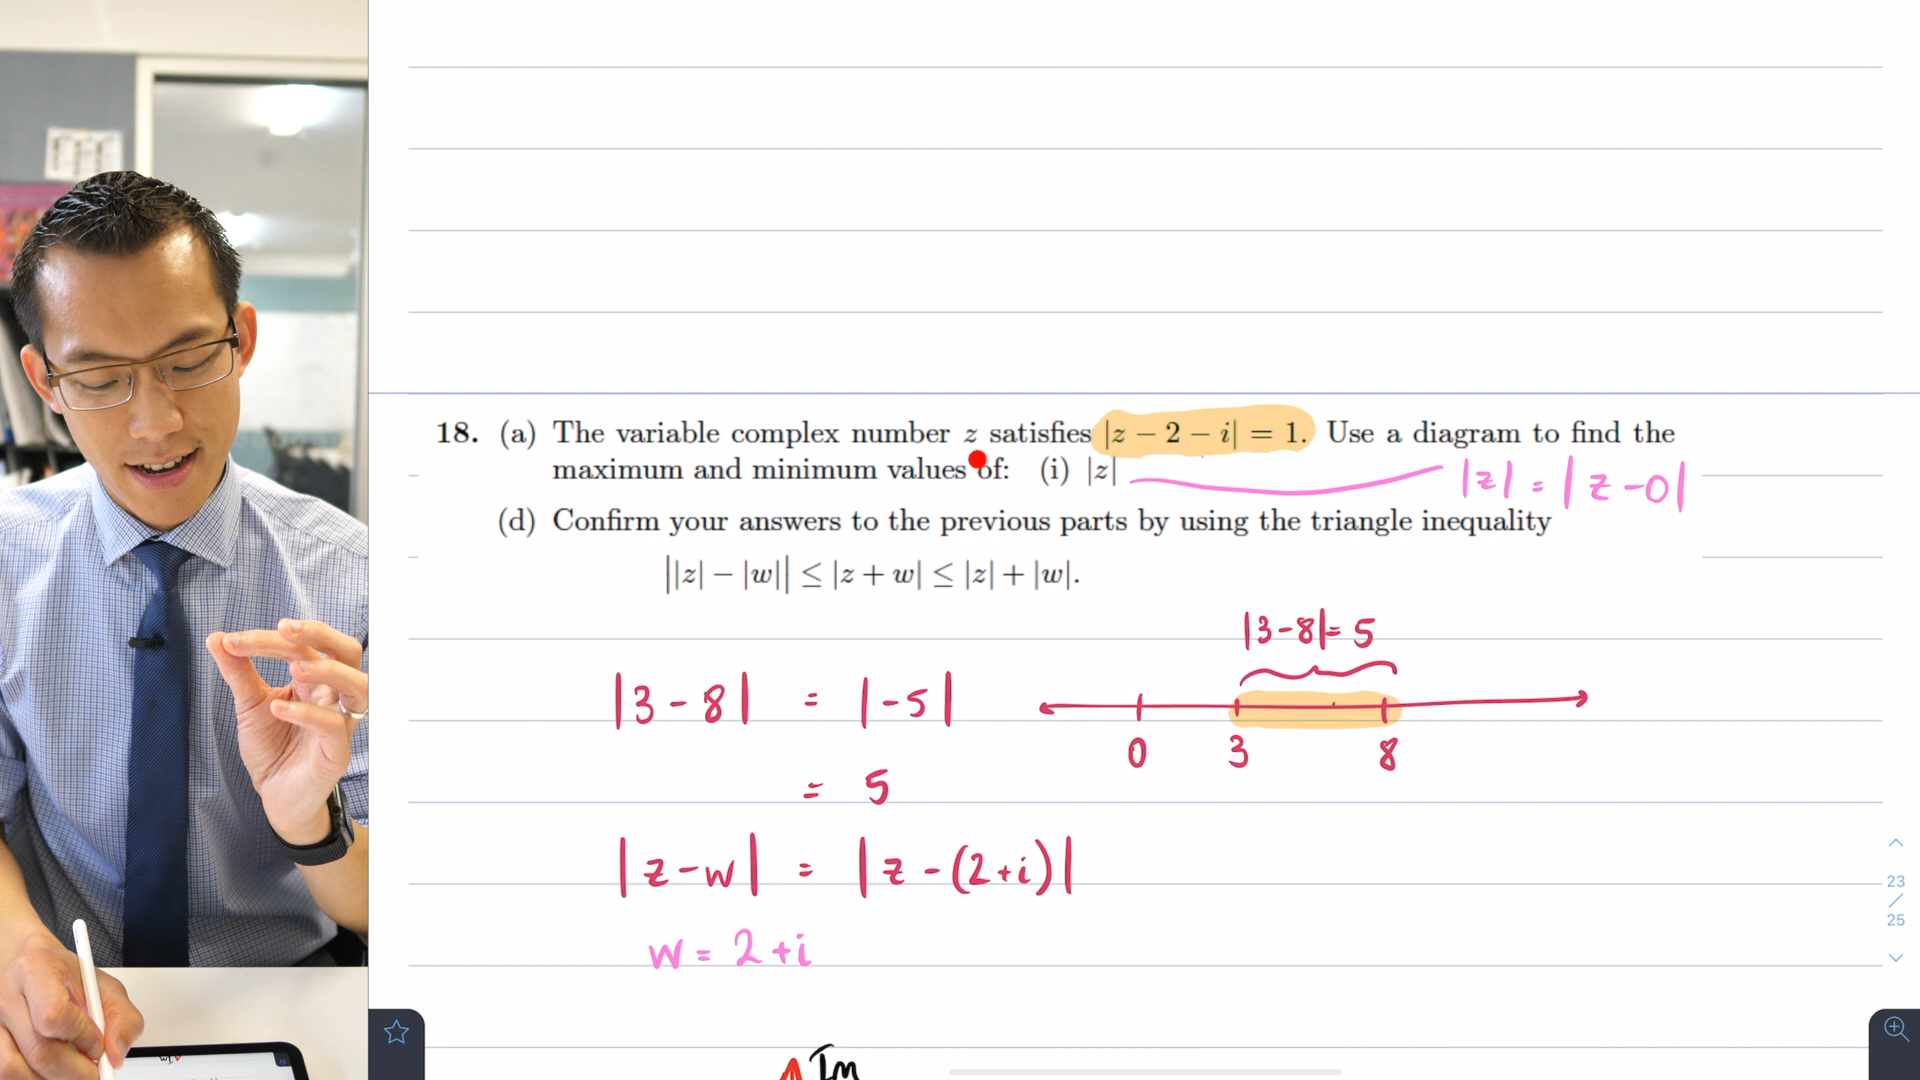 18. (a) The variable complex number z satisfies |z − 2 − i| = 1. Use a diagram to find the
maximum and minimum values of: (i) |z|
|z| = |z-0|
(d) Confirm your answers to the previous parts by using the triangle inequality
||z| − |w|| ≤ |z + w| ≤ |z| + |w|.
|3-8|= 5
|3-8| = |-5|
0 3 8
= 5
|z-w| = |z-(2+i)|
w = 2+i
23
/
25
Im